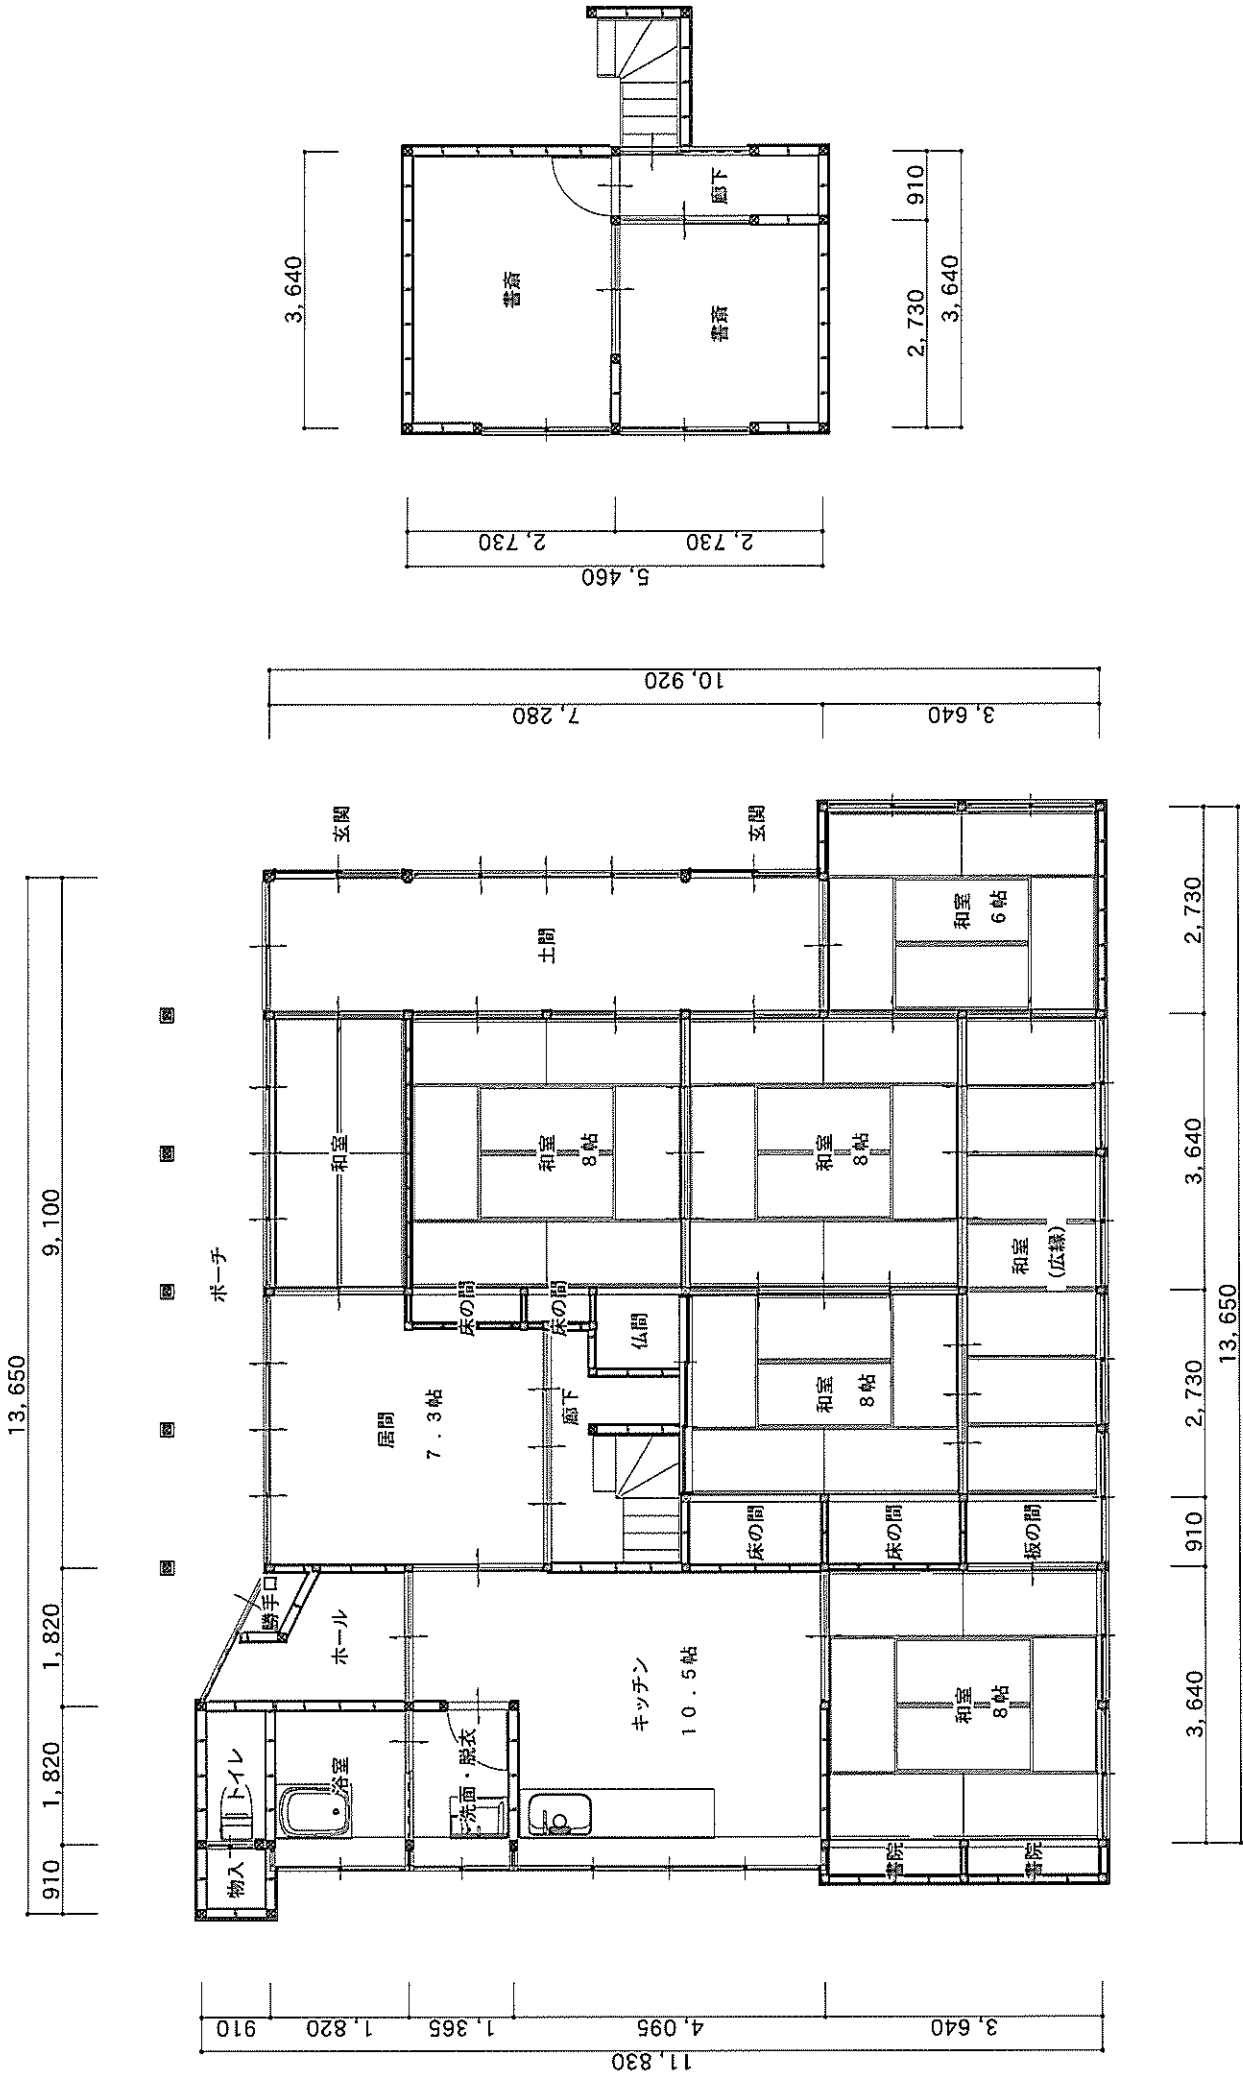 3,640
書斎
書斎
廊下
910
2,730
3,640
2,730
2,730
5,460
10,920
7,280
3,640
13,650
9,100
1,820
1,820
910
ポーチ
玄関
玄関
土間
和室
6帖
和室
和室
8帖
和室
8帖
和室
(広縁)
床の間
床の間
仏間
居間
7.3帖
廊下
和室
8帖
床の間
床の間
板の間
勝手口
ホール
キッチン
10.5帖
和室
8帖
トイレ
浴室
洗面・脱衣
物入
書院
書院
2,730
3,640
2,730
910
3,640
13,650
910
1,820
1,365
4,095
3,640
11,830